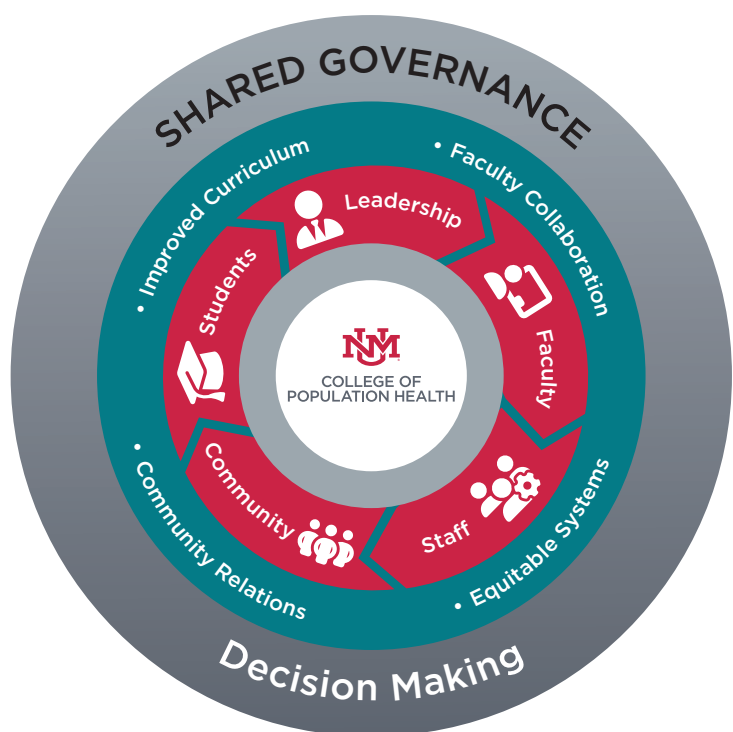 SHARED GOVERNANCE
• Improved Curriculum
• Faculty Collaboration
• Equitable Systems
• Community Relations
Leadership
Faculty
Staff
Community
Students
UNM
COLLEGE OF
POPULATION HEALTH
Decision Making